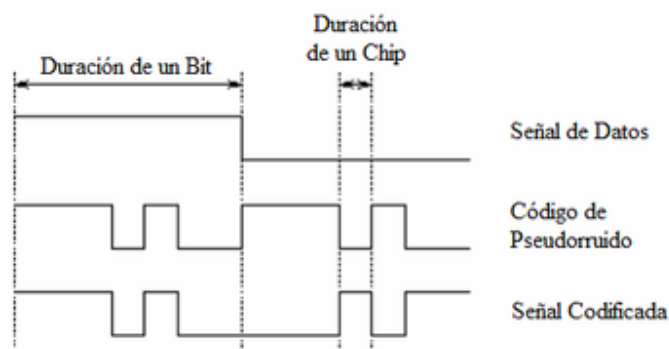 Duración
de un Chip
Duración de un Bit
Señal de Datos
Código de
Pseudorruido
Señal Codificada